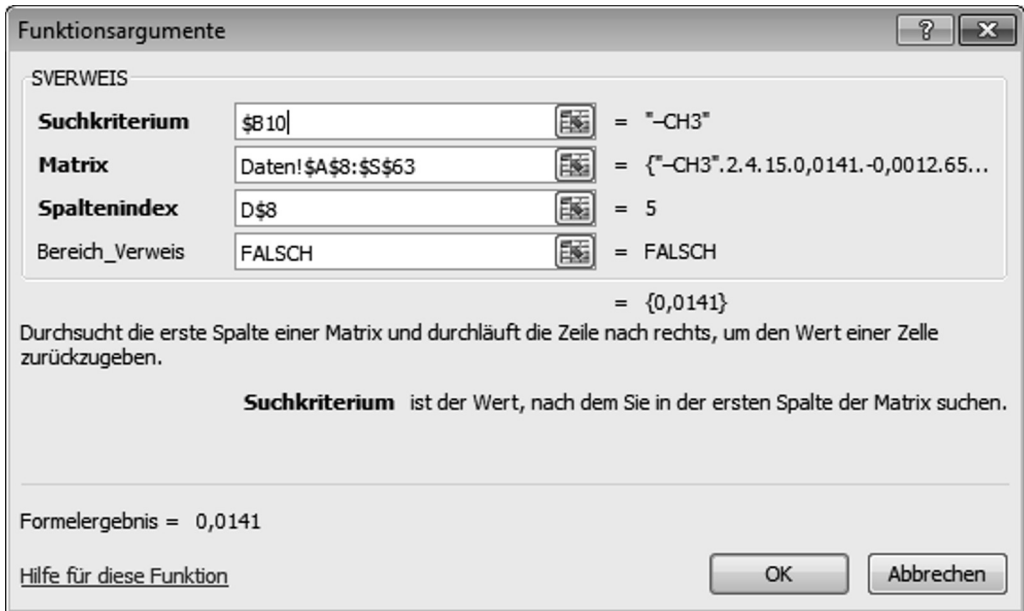 Funktionsargumente
SVERWEIS
Suchkriterium $B10 = "–CH3"
Matrix Daten!$A$8:$S$63 = {"–CH3".2.4.15.0,0141.-0,0012.65...
Spaltenindex D$8 = 5
Bereich_Verweis FALSCH = FALSCH
= {0,0141}
Durchsucht die erste Spalte einer Matrix und durchläuft die Zeile nach rechts, um den Wert einer Zelle
zurückzugeben.
Suchkriterium ist der Wert, nach dem Sie in der ersten Spalte der Matrix suchen.
Formelergebnis = 0,0141
Hilfe für diese Funktion
OK Abbrechen